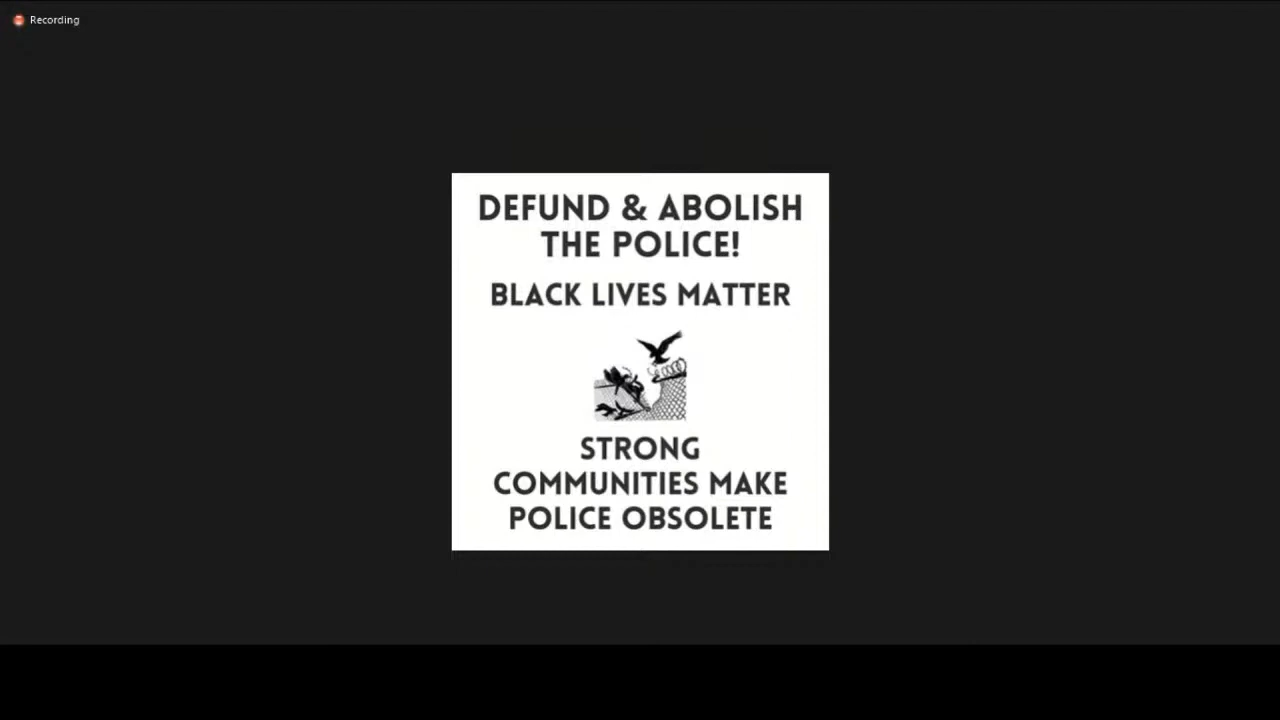 Recording
DEFUND & ABOLISH
THE POLICE!
BLACK LIVES MATTER
STRONG
COMMUNITIES MAKE
POLICE OBSOLETE